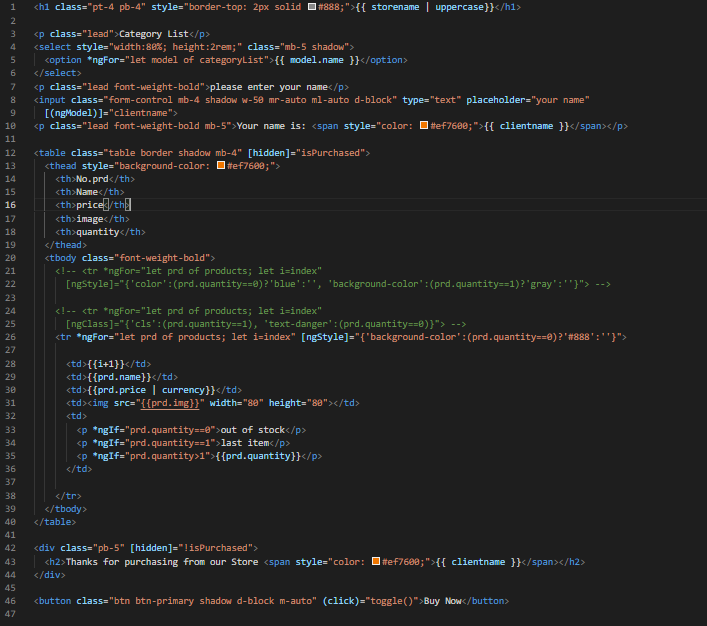 1 <h1 class="pt-4 pb-4" style="border-top: 2px solid #888;">{{ storename | uppercase}}</h1>
2
3 <p class="lead">Category List</p>
4 <select style="width:80%; height:2rem;" class="mb-5 shadow">
5 <option *ngFor="let model of categoryList">{{ model.name }}</option>
6 </select>
7 <p class="lead font-weight-bold">please enter your name</p>
8 <input class="form-control mb-4 shadow w-50 mr-auto ml-auto d-block" type="text" placeholder="your name"
9 [(ngModel)]="clientname">
10 <p class="lead font-weight-bold mb-5">Your name is: <span style="color: #ef7600;">{{ clientname }}</span></p>
11
12 <table class="table border shadow mb-4" [hidden]="isPurchased">
13 <thead style="background-color: #ef7600;">
14 <th>No.prd</th>
15 <th>Name</th>
16 <th>price</th>
17 <th>image</th>
18 <th>quantity</th>
19 </thead>
20 <tbody class="font-weight-bold">
21 <!-- <tr *ngFor="let prd of products; let i=index"
22 [ngStyle]="{'color':(prd.quantity==0)?'blue':'', 'background-color':(prd.quantity==1)?'gray':''}"> -->
23
24 <!-- <tr *ngFor="let prd of products; let i=index"
25 [ngClass]="{'cls':(prd.quantity==1), 'text-danger':(prd.quantity==0)}"> -->
26 <tr *ngFor="let prd of products; let i=index" [ngStyle]="{'background-color':(prd.quantity==0)?'#888':''}">
27
28 <td>{{i+1}}</td>
29 <td>{{prd.name}}</td>
30 <td>{{prd.price | currency}}</td>
31 <td><img src="{{prd.img}}" width="80" height="80"></td>
32 <td>
33 <p *ngIf="prd.quantity==0">out of stock</p>
34 <p *ngIf="prd.quantity==1">last item</p>
35 <p *ngIf="prd.quantity>1">{{prd.quantity}}</p>
36 </td>
37
38 </tr>
39 </tbody>
40 </table>
41
42 <div class="pb-5" [hidden]="!isPurchased">
43 <h2>Thanks for purchasing from our Store <span style="color: #ef7600;">{{ clientname }}</span></h2>
44 </div>
45
46 <button class="btn btn-primary shadow d-block m-auto" (click)="toggle()">Buy Now</button>
47